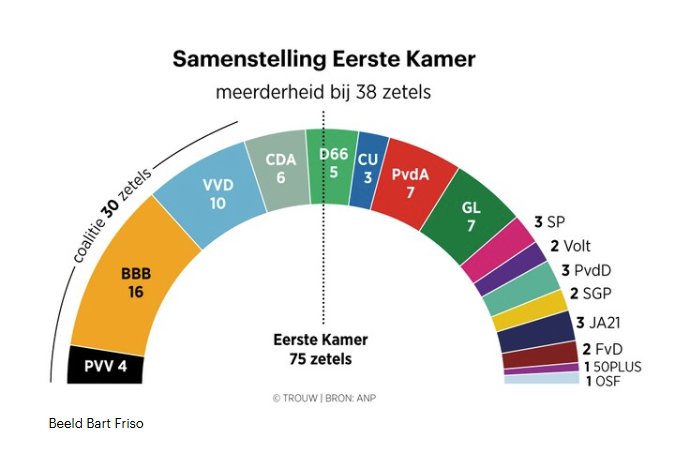 Samenstelling Eerste Kamer
meerderheid bij 38 zetels
coalitie 30 zetels
PVV 4
BBB
16
VVD
10
CDA
6
D66
5
CU
3
PvdA
7
GL
7
3 SP
2 Volt
3 PvdD
2 SGP
3 JA21
2 FvD
1 50PLUS
1 OSF
Eerste Kamer
75 zetels
© TROUW | BRON: ANP
Beeld Bart Friso